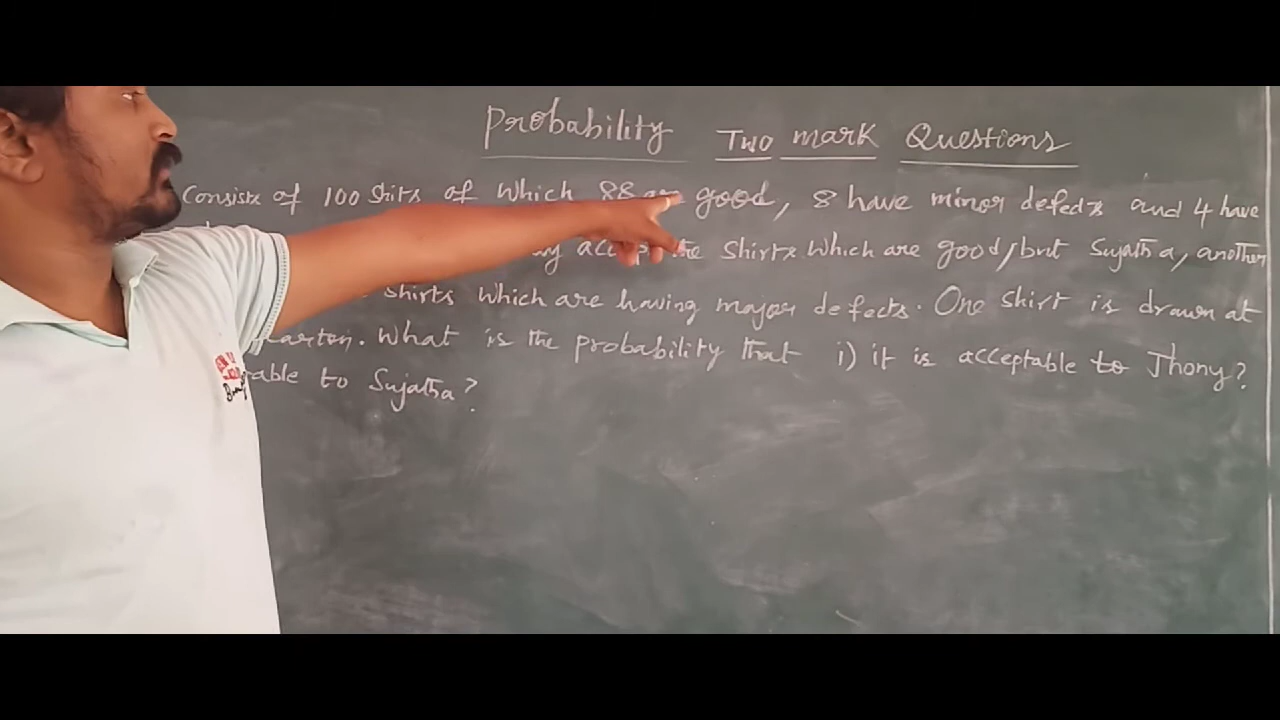 Probability Two mark Questions
Consists of 100 Shits of Which 88 are good, 8 have minor defects and 4 have
the Shirts Which are good, but Sujatha, another
shirts Which are having major defects. One shirt is drawn at
carton. What is the probability that i) it is acceptable to Jhony?
able to Sujatha?